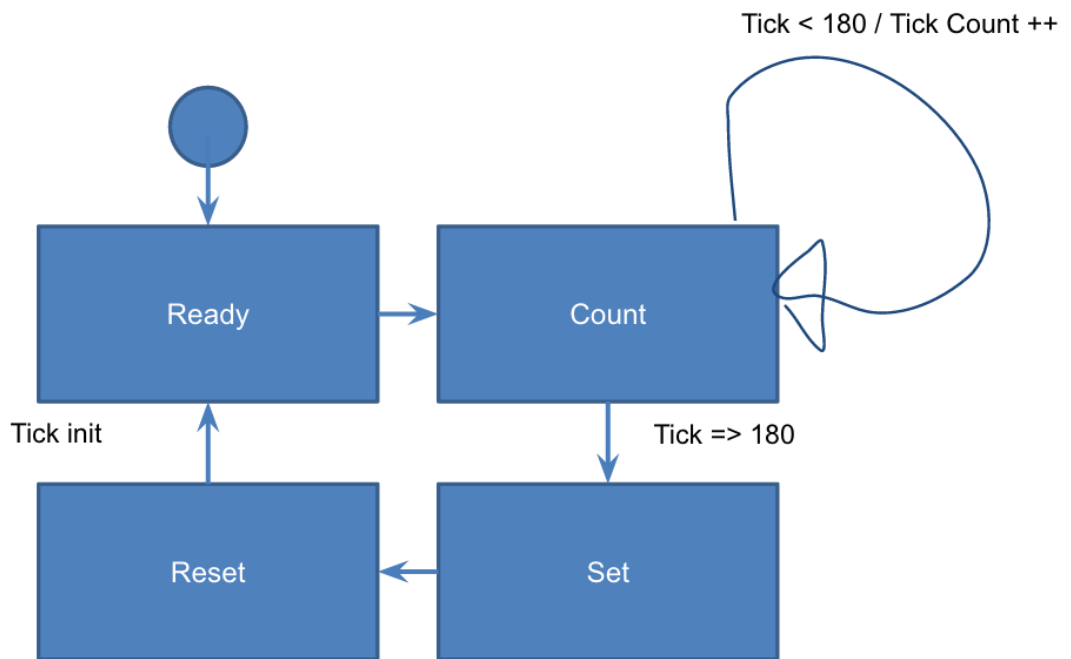 Tick < 180 / Tick Count ++
Ready
Count
Tick init
Tick => 180
Reset
Set